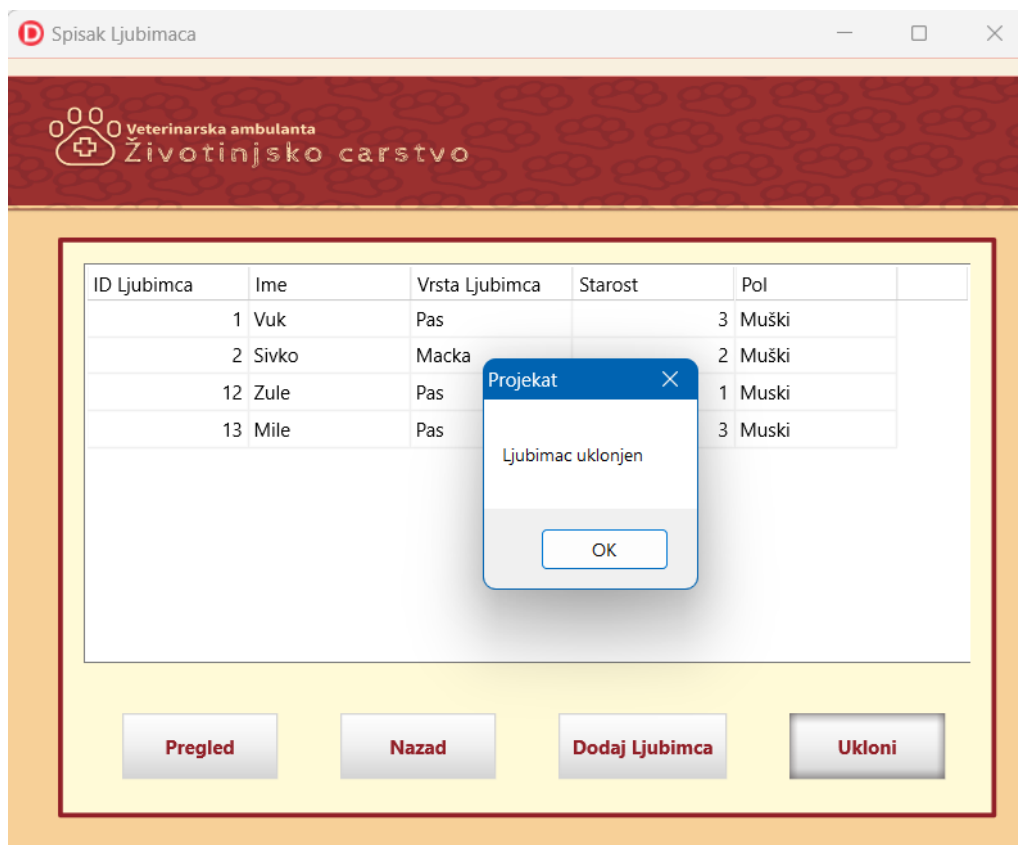 Spisak Ljubimaca
Veterinarska ambulanta
Životinjsko carstvo
ID Ljubimca Ime Vrsta Ljubimca Starost Pol
1 Vuk Pas 3 Muški
2 Sivko Macka 2 Muški
12 Zule Pas 1 Muski
13 Mile Pas 3 Muski
Projekat
Ljubimac uklonjen
OK
Pregled Nazad Dodaj Ljubimca Ukloni